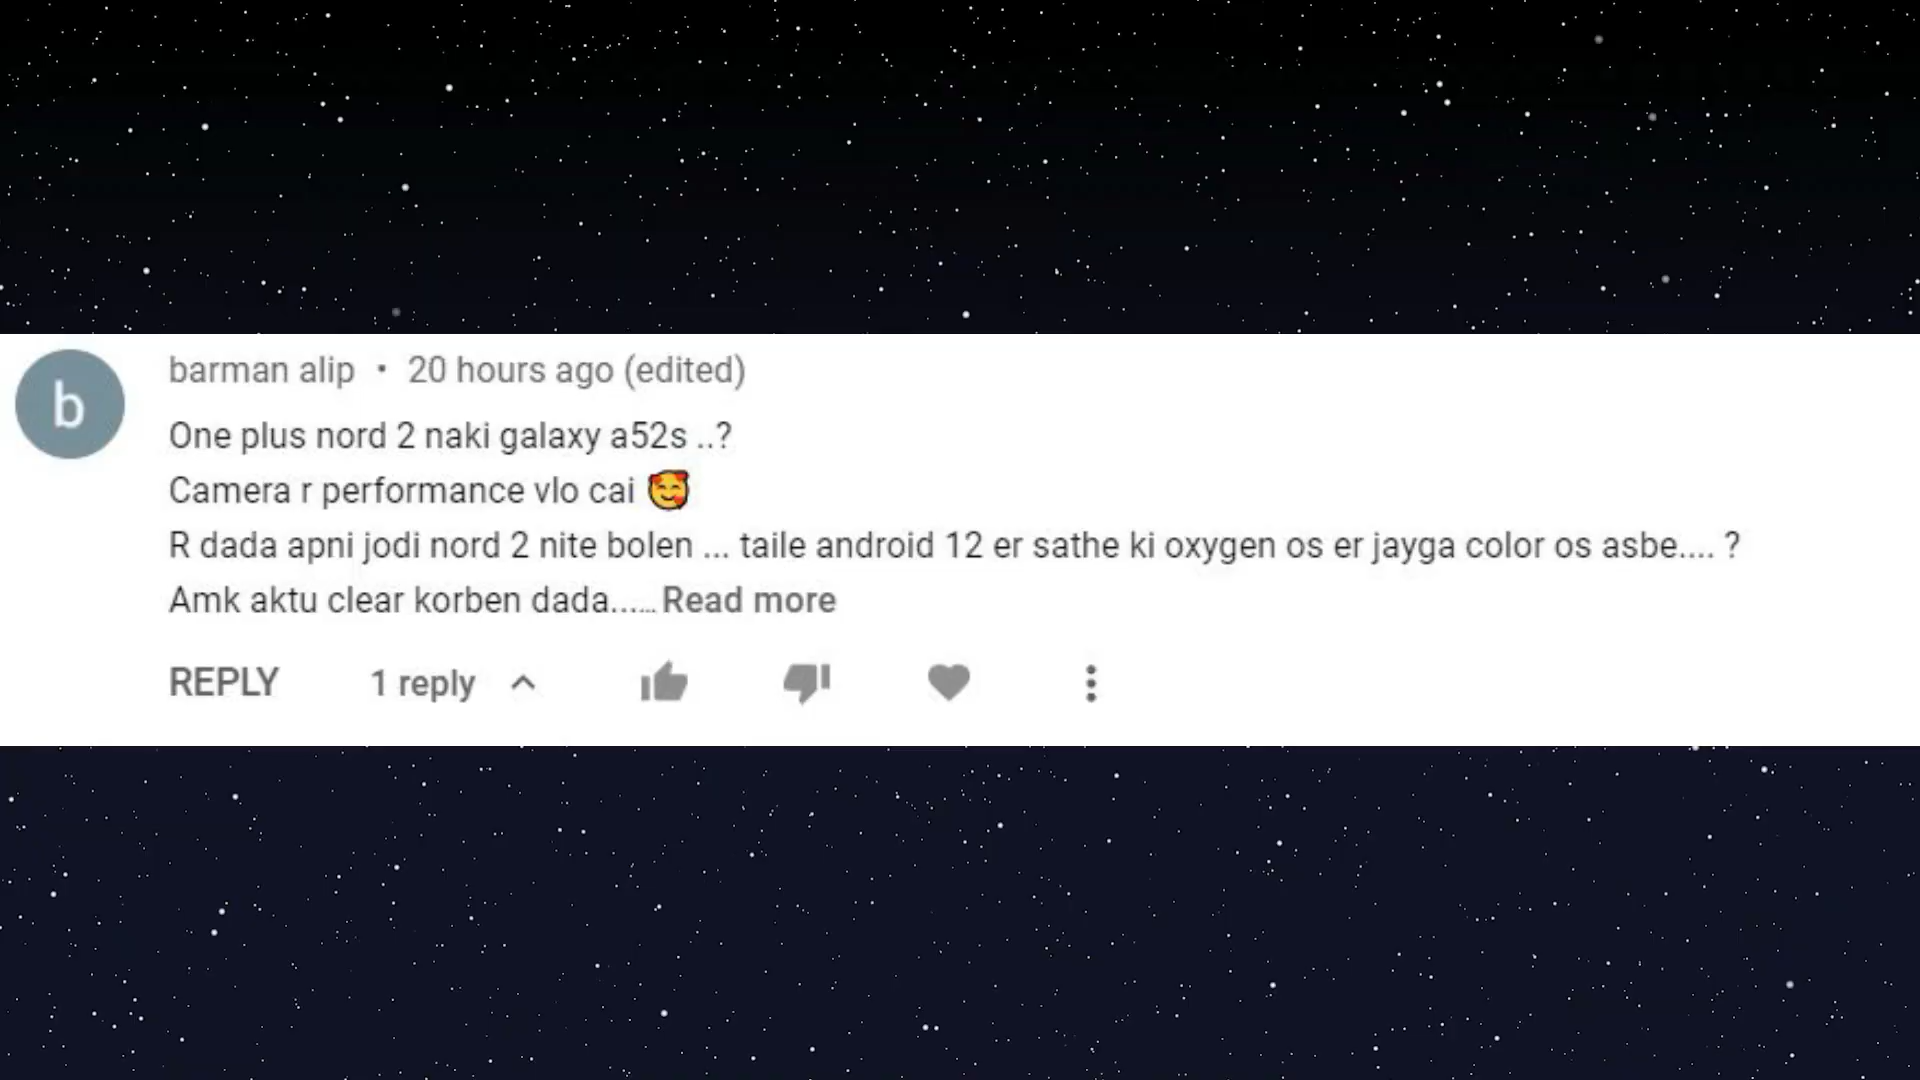 b
barman alip • 20 hours ago (edited)
One plus nord 2 naki galaxy a52s ..?
Camera r performance vlo cai 🥰
R dada apni jodi nord 2 nite bolen ... taile android 12 er sathe ki oxygen os er jayga color os asbe.... ?
Amk aktu clear korben dada...... Read more
REPLY 1 reply